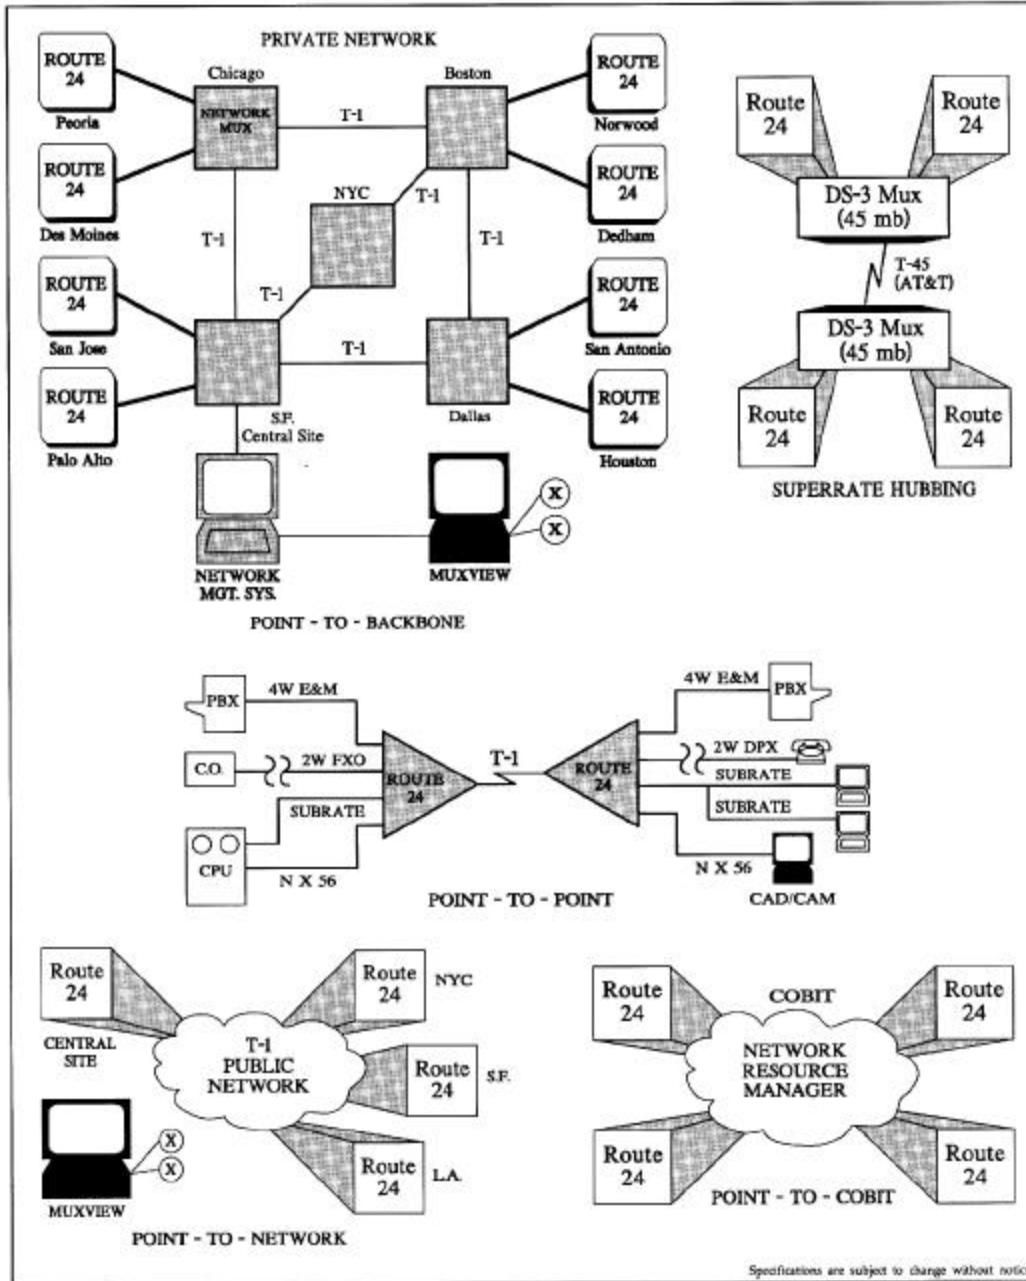 PRIVATE NETWORK
ROUTE
24
Peoria
Chicago
NETWORK
MUX
T-1
Boston
ROUTE
24
Norwood
ROUTE
24
Des Moines
T-1
NYC
T-1
T-1
T-1
ROUTE
24
Dedham
ROUTE
24
San Jose
T-1
ROUTE
24
San Antonio
ROUTE
24
Palo Alto
S.F.
Central Site
Dallas
ROUTE
24
Houston
NETWORK
MGT. SYS.
MUXVIEW
X
X
POINT - TO - BACKBONE
Route
24
Route
24
DS-3 Mux
(45 mb)
T-45
(AT&T)
DS-3 Mux
(45 mb)
Route
24
Route
24
SUPERRATE HUBBING
PBX
4W E&M
C.O.
2W FXO
SUBRATE
CPU
N X 56
ROUTE
24
T-1
ROUTE
24
4W E&M
PBX
2W DPX
SUBRATE
SUBRATE
N X 56
CAD/CAM
POINT - TO - POINT
Route
24
CENTRAL
SITE
T-1
PUBLIC
NETWORK
Route
24
NYC
Route
24
S.F.
Route
24
L.A.
X
X
MUXVIEW
POINT - TO - NETWORK
Route
24
COBIT
Route
24
NETWORK
RESOURCE
MANAGER
Route
24
Route
24
POINT - TO - COBIT
Specifications are subject to change without notic